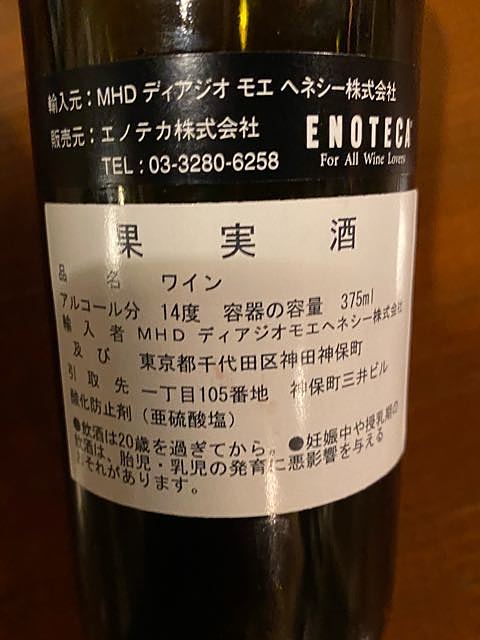 輸入元：MHD ディアジオ モエ ヘネシー株式会社
販売元：エノテカ株式会社
TEL：03-3280-6258
ENOTECA
For All Wine Lovers
果実酒
品名 ワイン
アルコール分 14度 容器の容量 375ml
輸入者 MHD ディアジオモエヘネシー株式会社
及び 東京都千代田区神田神保町
引取先 一丁目105番地 神保町三井ビル
酸化防止剤（亜硫酸塩）
●飲酒は20歳を過ぎてから。●妊娠中や授乳期の
飲酒は、胎児・乳児の発育に悪影響を与える
おそれがあります。